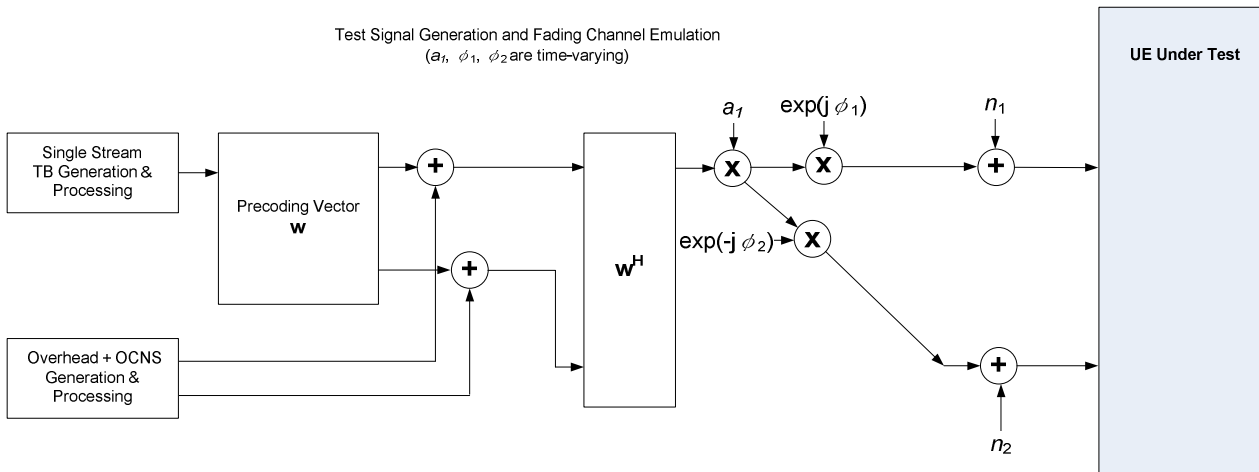 Test Signal Generation and Fading Channel Emulation
(a1, ϕ1, ϕ2 are time-varying)
UE Under Test
Single Stream
TB Generation &
Processing
Precoding Vector
w
+
+
wH
a1
X
exp(j ϕ1)
X
exp(-j ϕ2)
X
n1
+
Overhead + OCNS
Generation &
Processing
+
n2